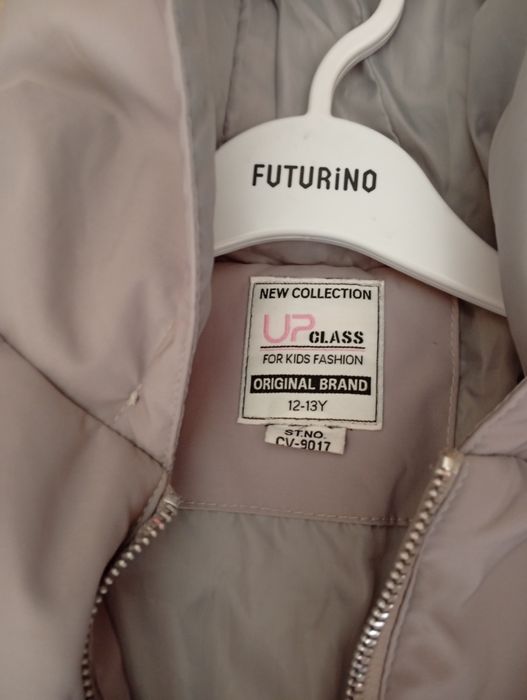 FUTURiNO
NEW COLLECTION
UP CLASS
FOR KIDS FASHION
ORIGINAL BRAND
12-13Y
ST.NO.
CV-9017